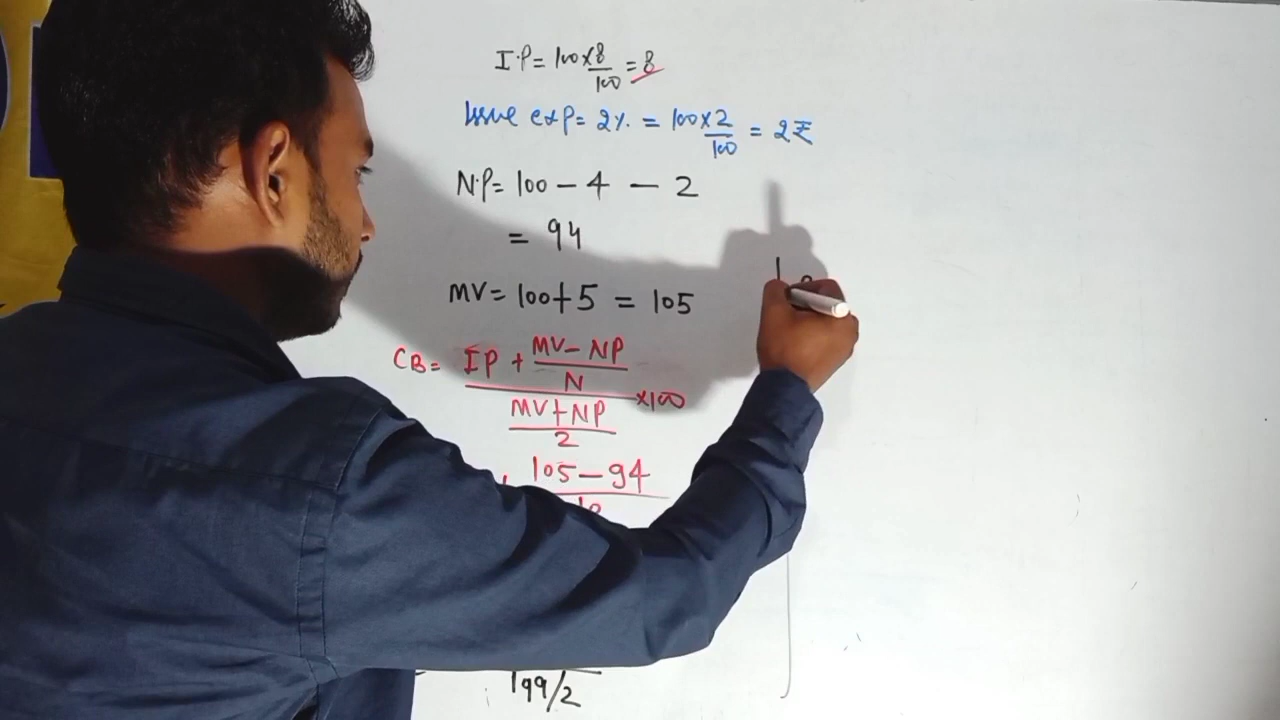 I.P = 100×8/100 = 8
Issue exp = 2% = 100×2/100 = 2₹
N.P = 100 – 4 – 2
= 94
MV = 100+5 = 105
CB = IP + MV – NP
N
×100
MV+NP
2
105 – 94
10
199/2